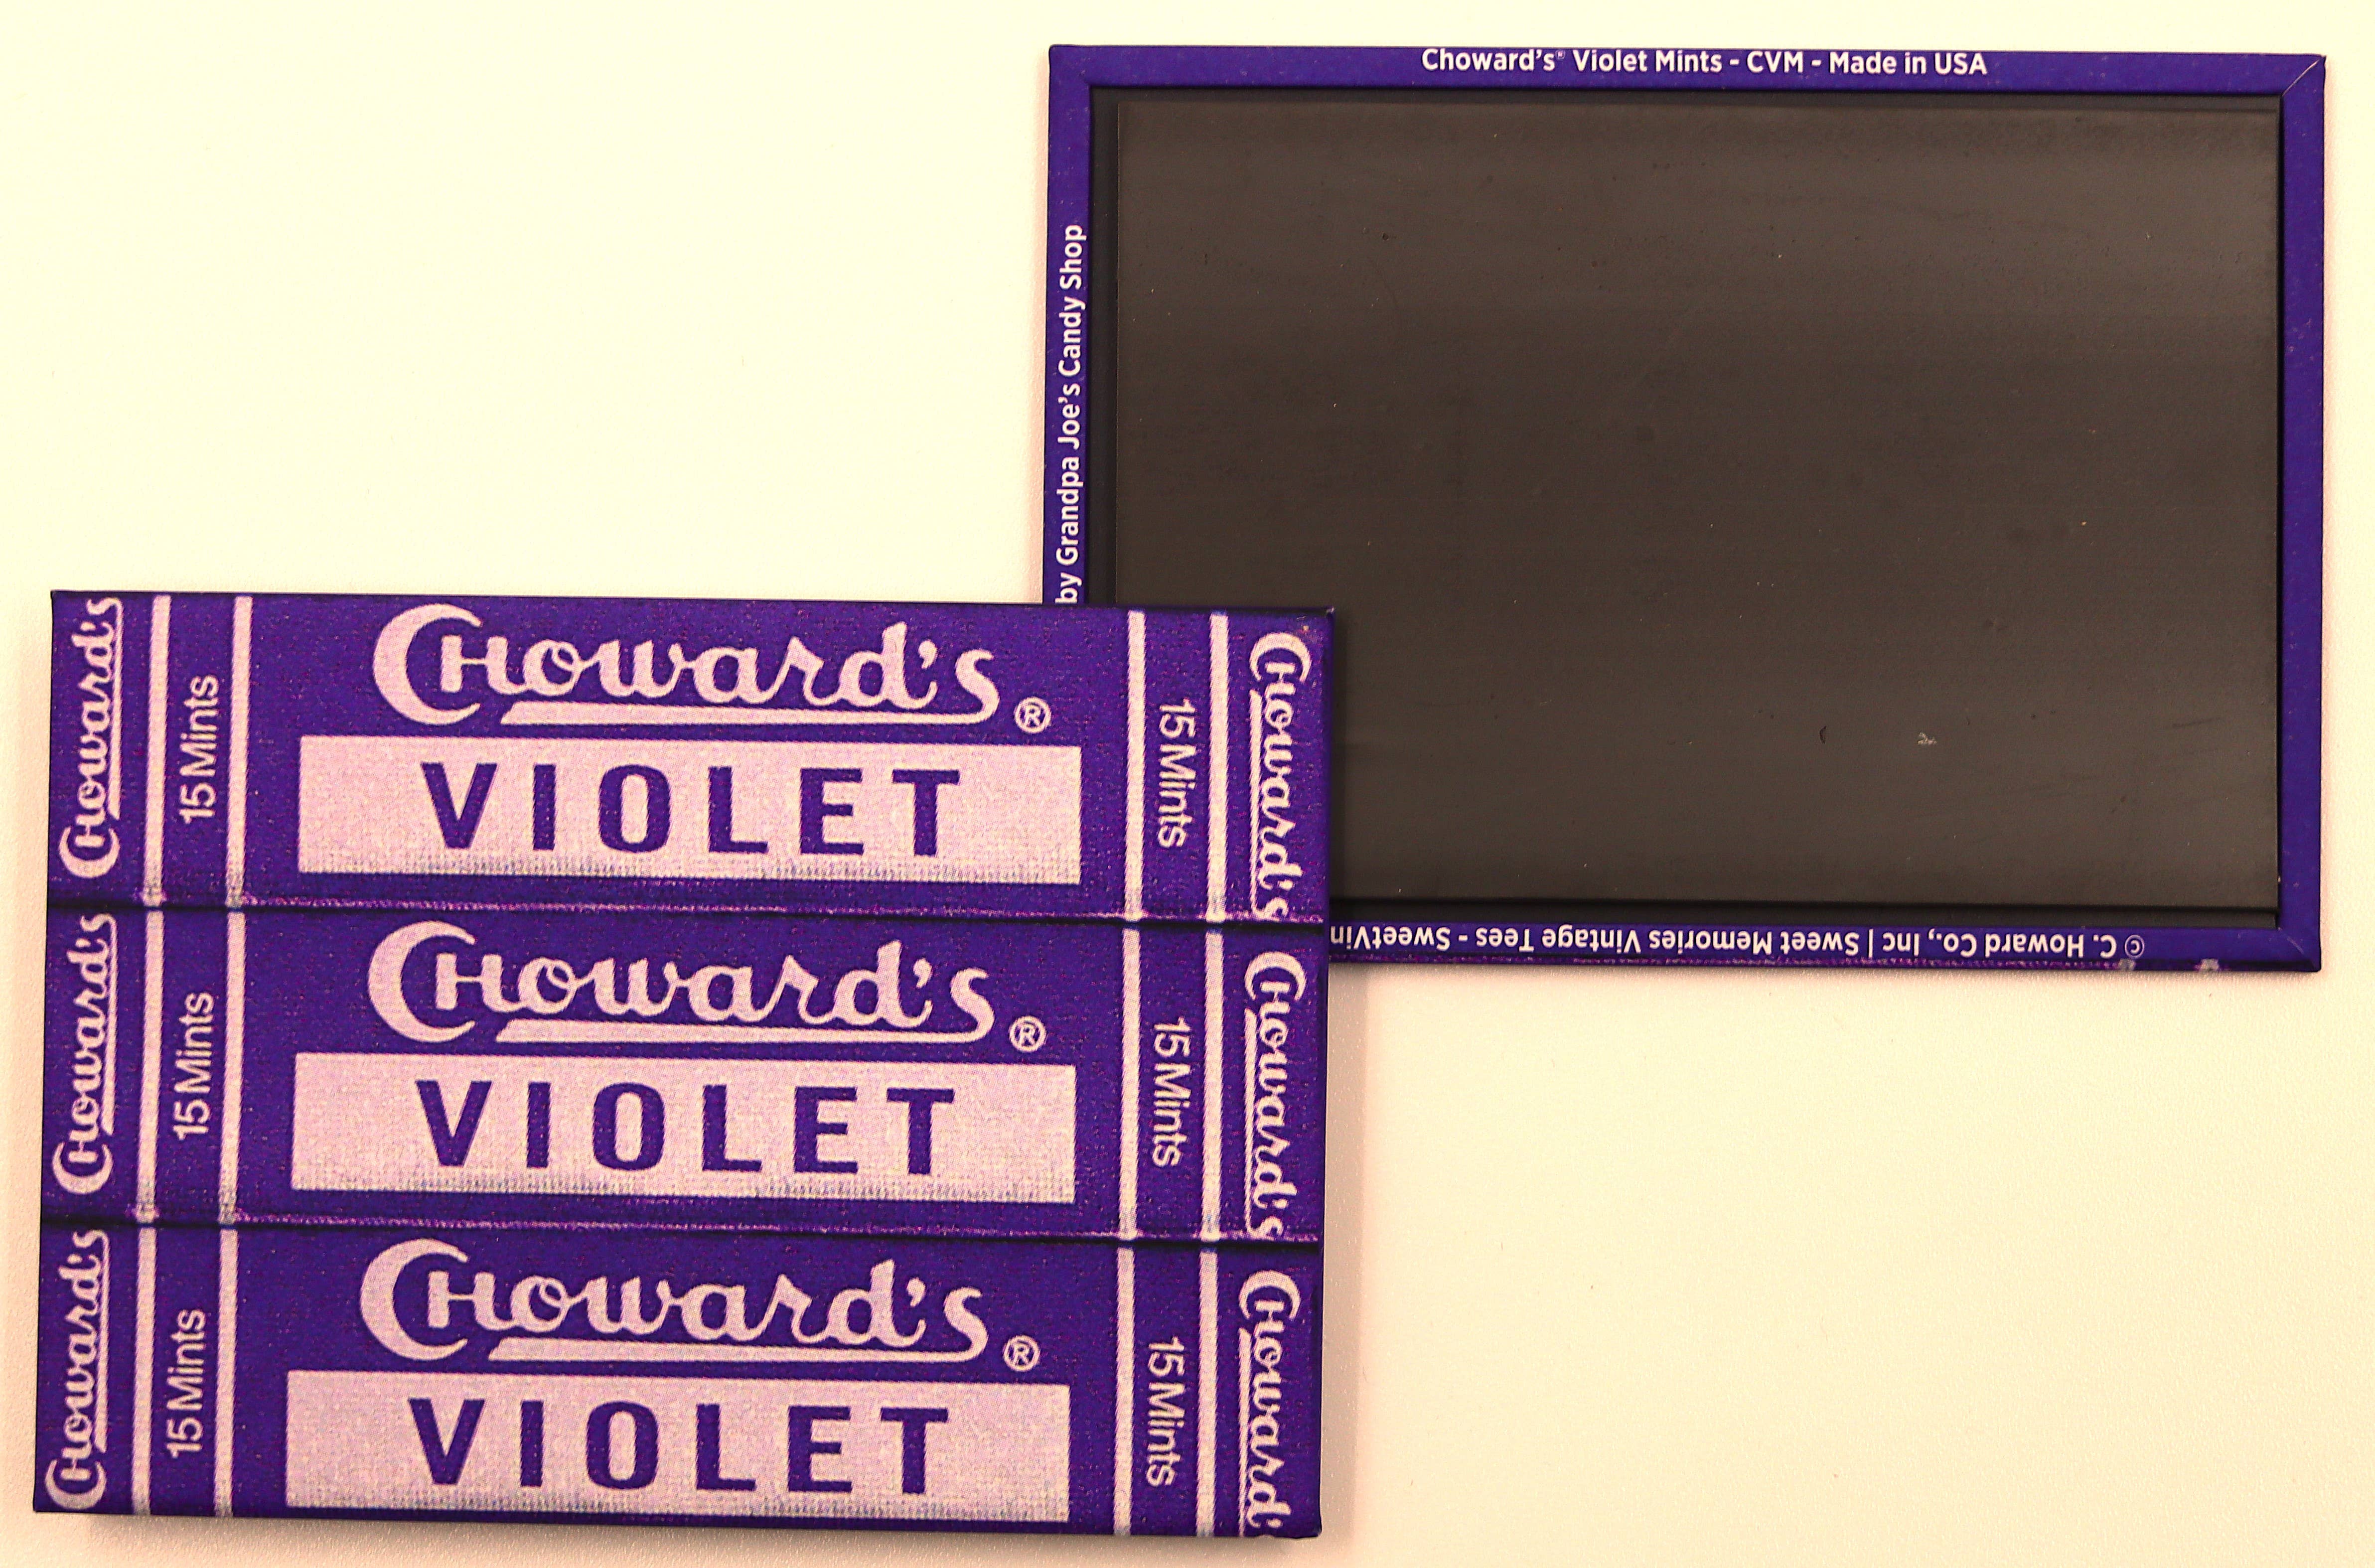 Choward's® Violet Mints - CVM - Made in USA
by Grandpa Joe's Candy Shop
© C. Howard Co., Inc | Sweet Memories Vintage Tees - SweetVin
Choward's
15 Mints
Choward's®
VIOLET
15 Mints
Choward's
Choward's
15 Mints
Choward's®
VIOLET
15 Mints
Choward's
Choward's
15 Mints
Choward's®
VIOLET
15 Mints
Choward's